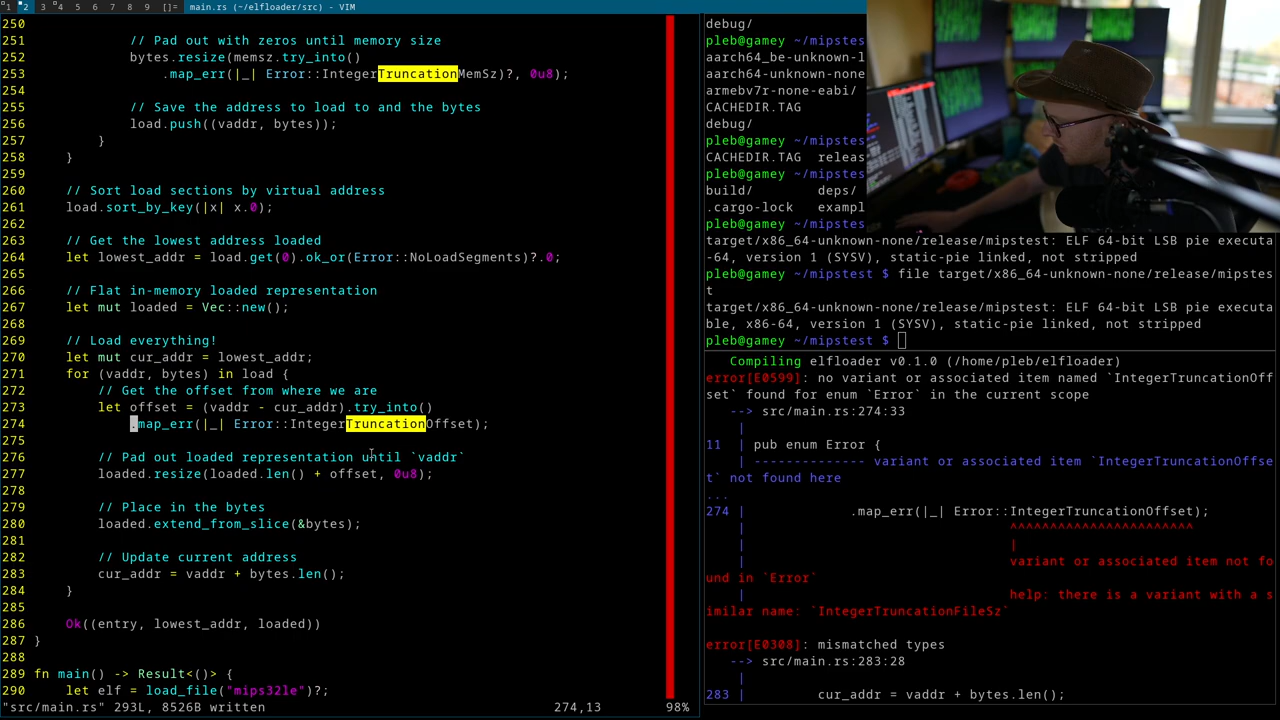 1 2 3 4 5 6 7 8 9 []= main.rs (~/elfloader/src) - VIM
250
251 // Pad out with zeros until memory size
252 bytes.resize(memsz.try_into()
253 .map_err(|_| Error::IntegerTruncationMemSz)?, 0u8);
254
255 // Save the address to load to and the bytes
256 load.push((vaddr, bytes));
257 }
258 }
259
260 // Sort load sections by virtual address
261 load.sort_by_key(|x| x.0);
262
263 // Get the lowest address loaded
264 let lowest_addr = load.get(0).ok_or(Error::NoLoadSegments)?.0;
265
266 // Flat in-memory loaded representation
267 let mut loaded = Vec::new();
268
269 // Load everything!
270 let mut cur_addr = lowest_addr;
271 for (vaddr, bytes) in load {
272 // Get the offset from where we are
273 let offset = (vaddr - cur_addr).try_into()
274 .map_err(|_| Error::IntegerTruncationOffset);
275
276 // Pad out loaded representation until `vaddr`
277 loaded.resize(loaded.len() + offset, 0u8);
278
279 // Place in the bytes
280 loaded.extend_from_slice(&bytes);
281
282 // Update current address
283 cur_addr = vaddr + bytes.len();
284 }
285
286 Ok((entry, lowest_addr, loaded))
287 }
288
289 fn main() -> Result<()> {
290 let elf = load_file("mips32le")?;
"src/main.rs" 293L, 8526B written 274,13 98%
debug/
pleb@gamey ~/mipstes
aarch64_be-unknown-l
pleb@gamey ~/mipstes
aarch64-unknown-none
armebv7r-none-eabi/
CACHEDIR.TAG
debug/
pleb@gamey ~/mipstes
CACHEDIR.TAG releas
pleb@gamey ~/mipstes
build/ deps/
.cargo-lock exampl
pleb@gamey ~/mipstes
target/x86_64-unknown-none/release/mipstest: ELF 64-bit LSB pie executa
-64, version 1 (SYSV), static-pie linked, not stripped
pleb@gamey ~/mipstest $ file target/x86_64-unknown-none/release/mipstes
t
target/x86_64-unknown-none/release/mipstest: ELF 64-bit LSB pie executa
ble, x86-64, version 1 (SYSV), static-pie linked, not stripped
pleb@gamey ~/mipstest $
Compiling elfloader v0.1.0 (/home/pleb/elfloader)
error[E0599]: no variant or associated item named `IntegerTruncationOff
set` found for enum `Error` in the current scope
--> src/main.rs:274:33
|
11 | pub enum Error {
| -------------- variant or associated item `IntegerTruncationOffse
t` not found here
...
274 | .map_err(|_| Error::IntegerTruncationOffset);
| ^^^^^^^^^^^^^^^^^^^^^^^
| |
| variant or associated item not fo
und in `Error`
| help: there is a variant with a s
imilar name: `IntegerTruncationFileSz`
error[E0308]: mismatched types
--> src/main.rs:283:28
|
283 | cur_addr = vaddr + bytes.len();